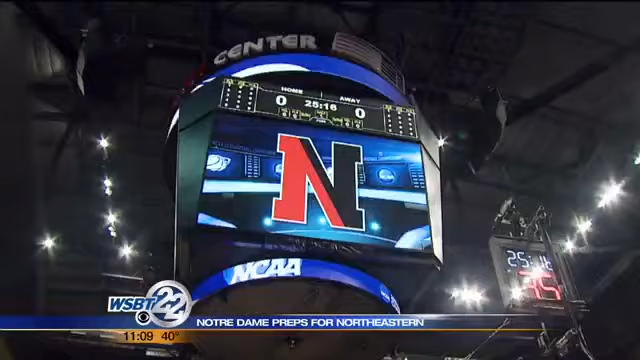 CENTER
HOME AWAY
0 25:16 0
N
NCAA
25:16
35
WSBT 22
NOTRE DAME PREPS FOR NORTHEASTERN
11:09 40°